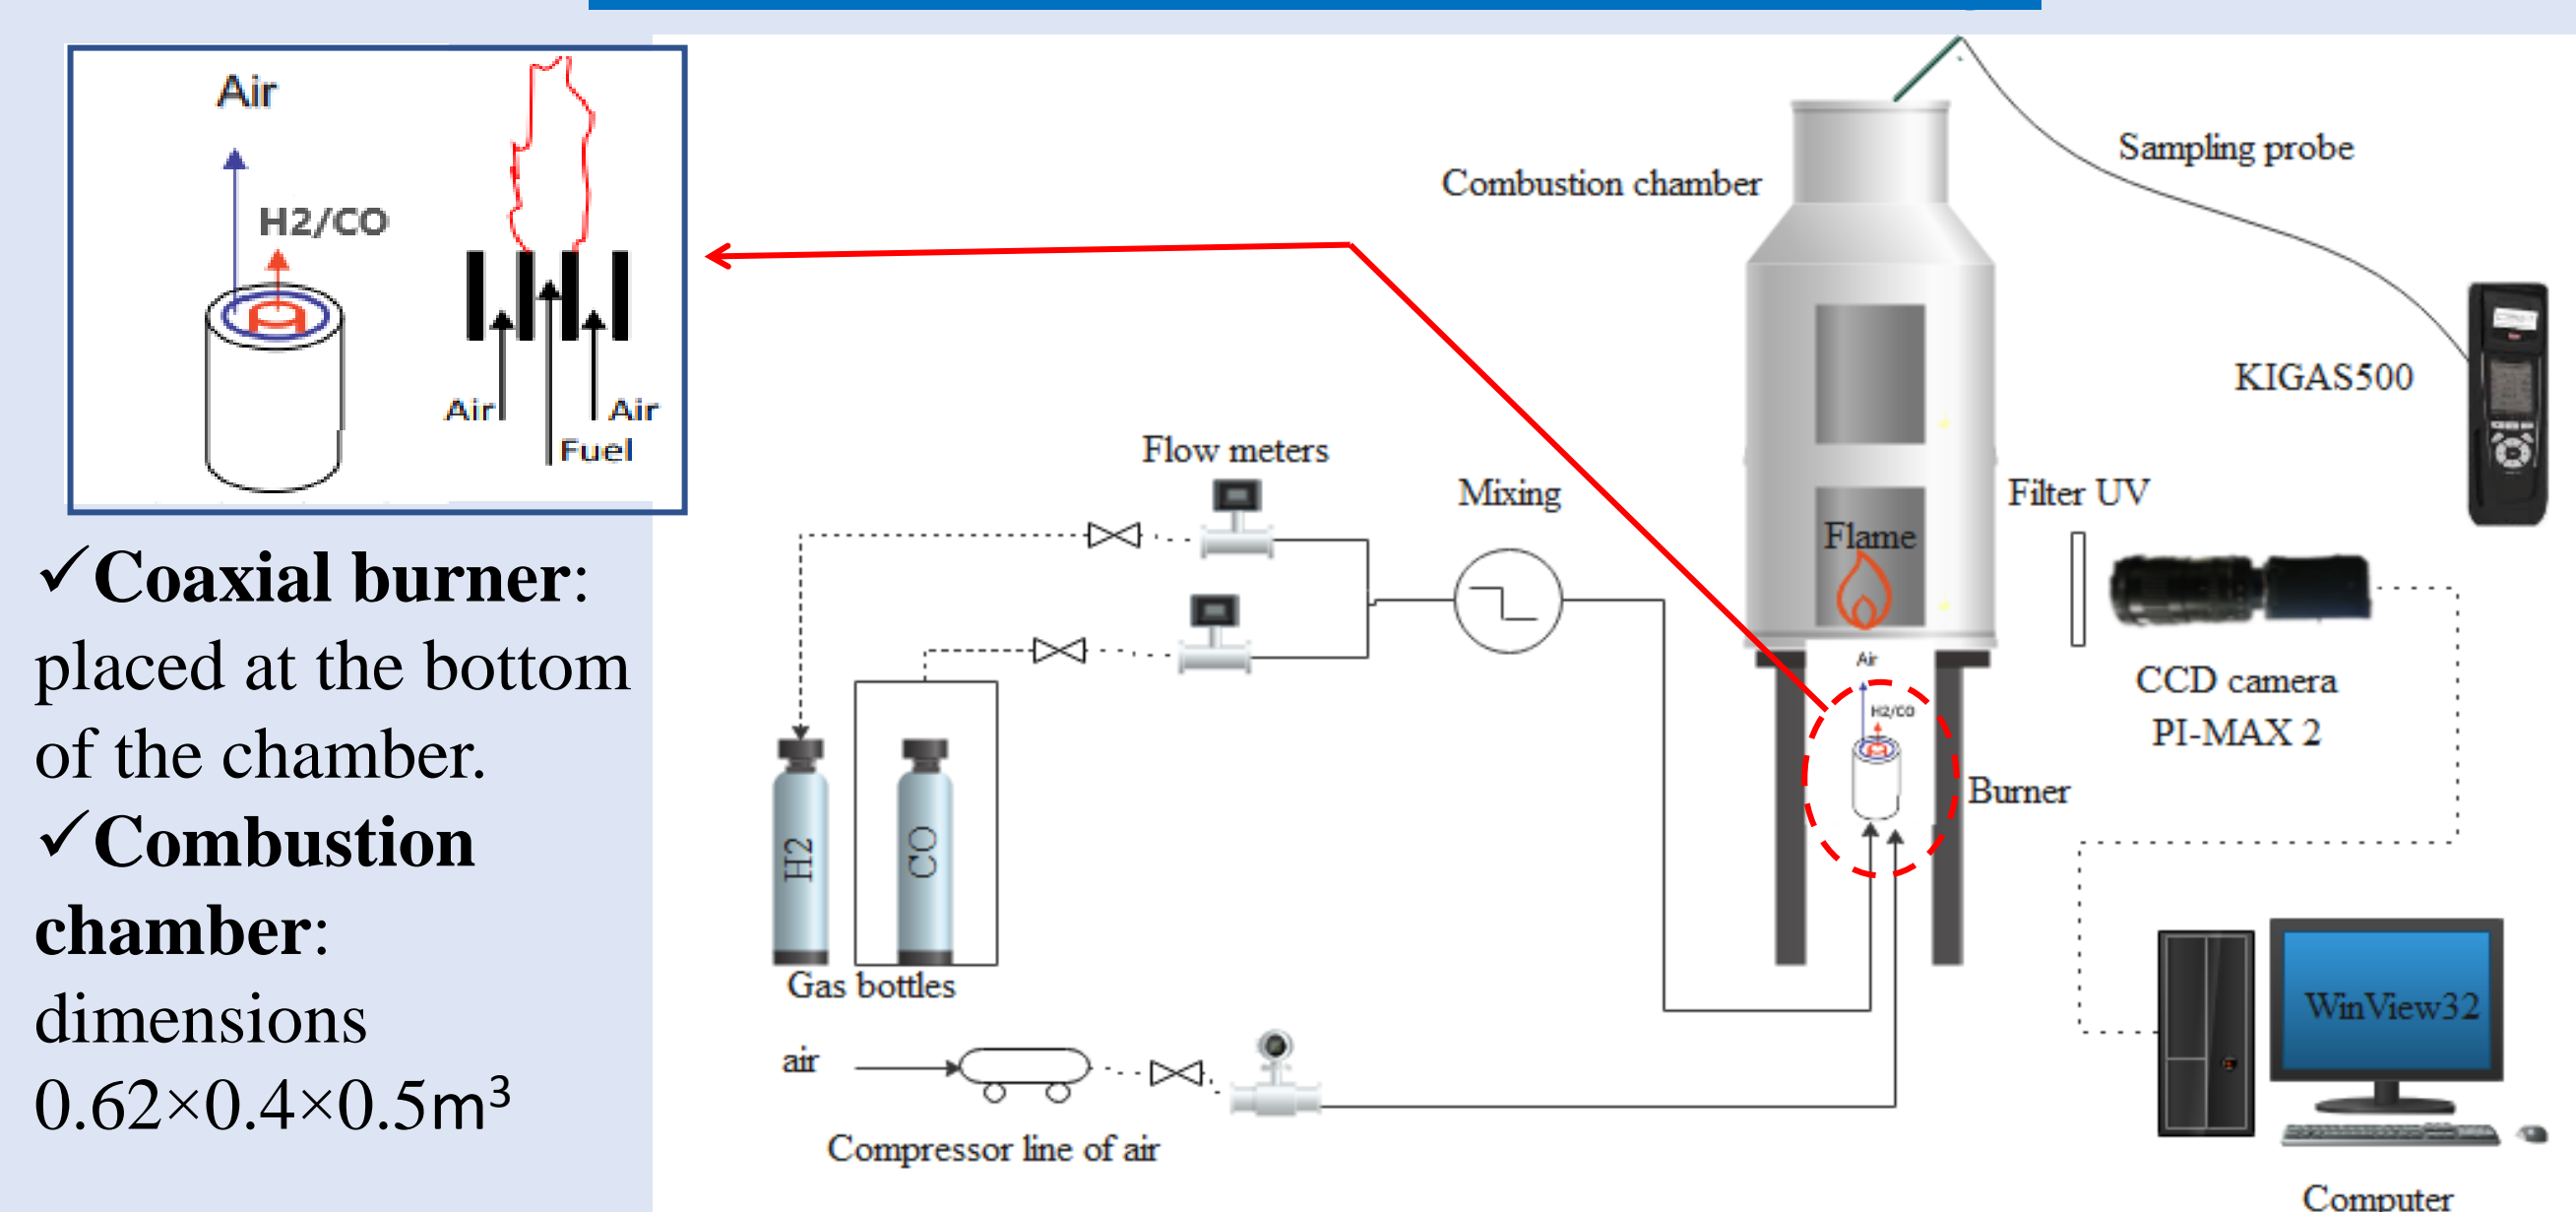 Air
H2/CO
Air
Air
Fuel
✓Coaxial burner:
placed at the bottom
of the chamber.
✓Combustion
chamber:
dimensions
0.62×0.4×0.5m³
Combustion chamber
Sampling probe
KIGAS500
Flow meters
Mixing
Filter UV
Flame
Air
H2/CO
CCD camera
PI-MAX 2
Burner
H2
CO
Gas bottles
WinView32
air
Compressor line of air
Computer